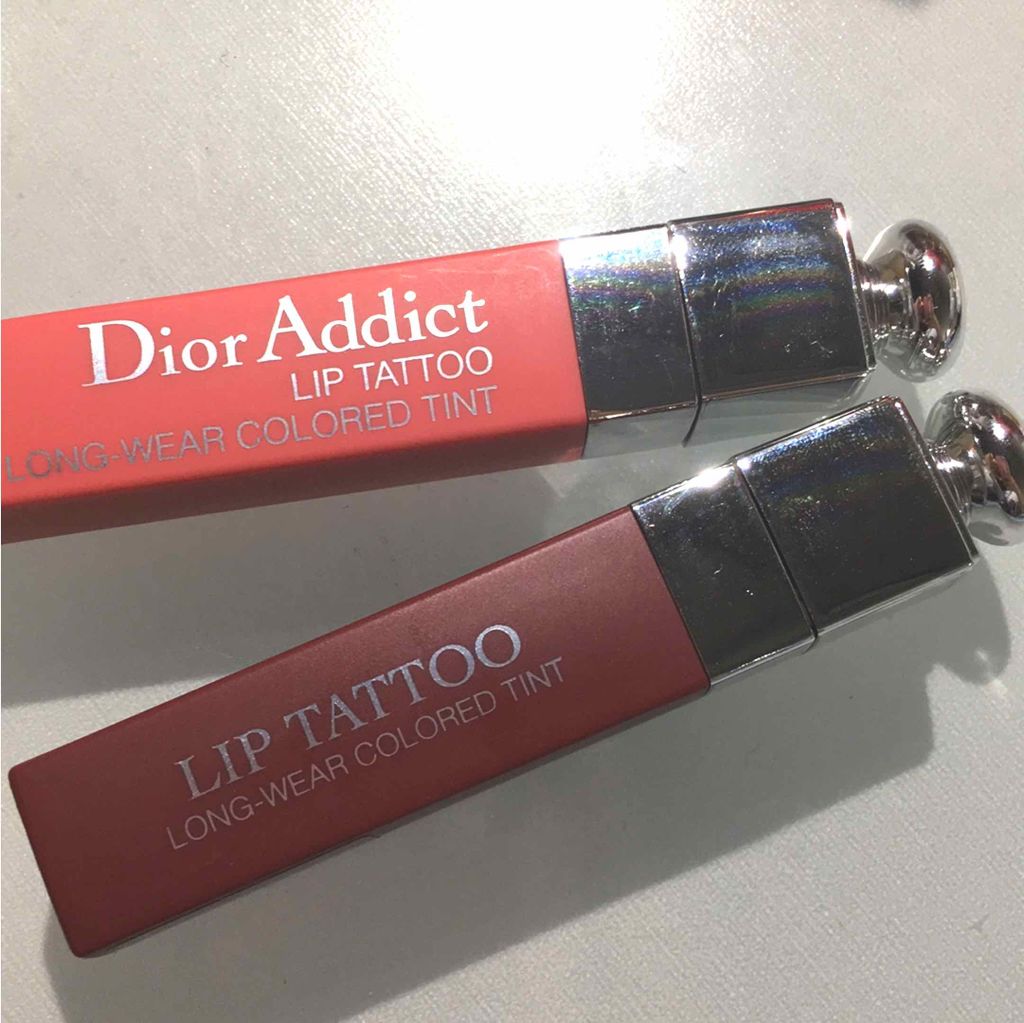 Dior Addict
LIP TATTOO
LONG-WEAR COLORED TINT
LIP TATTOO
LONG-WEAR COLORED TINT